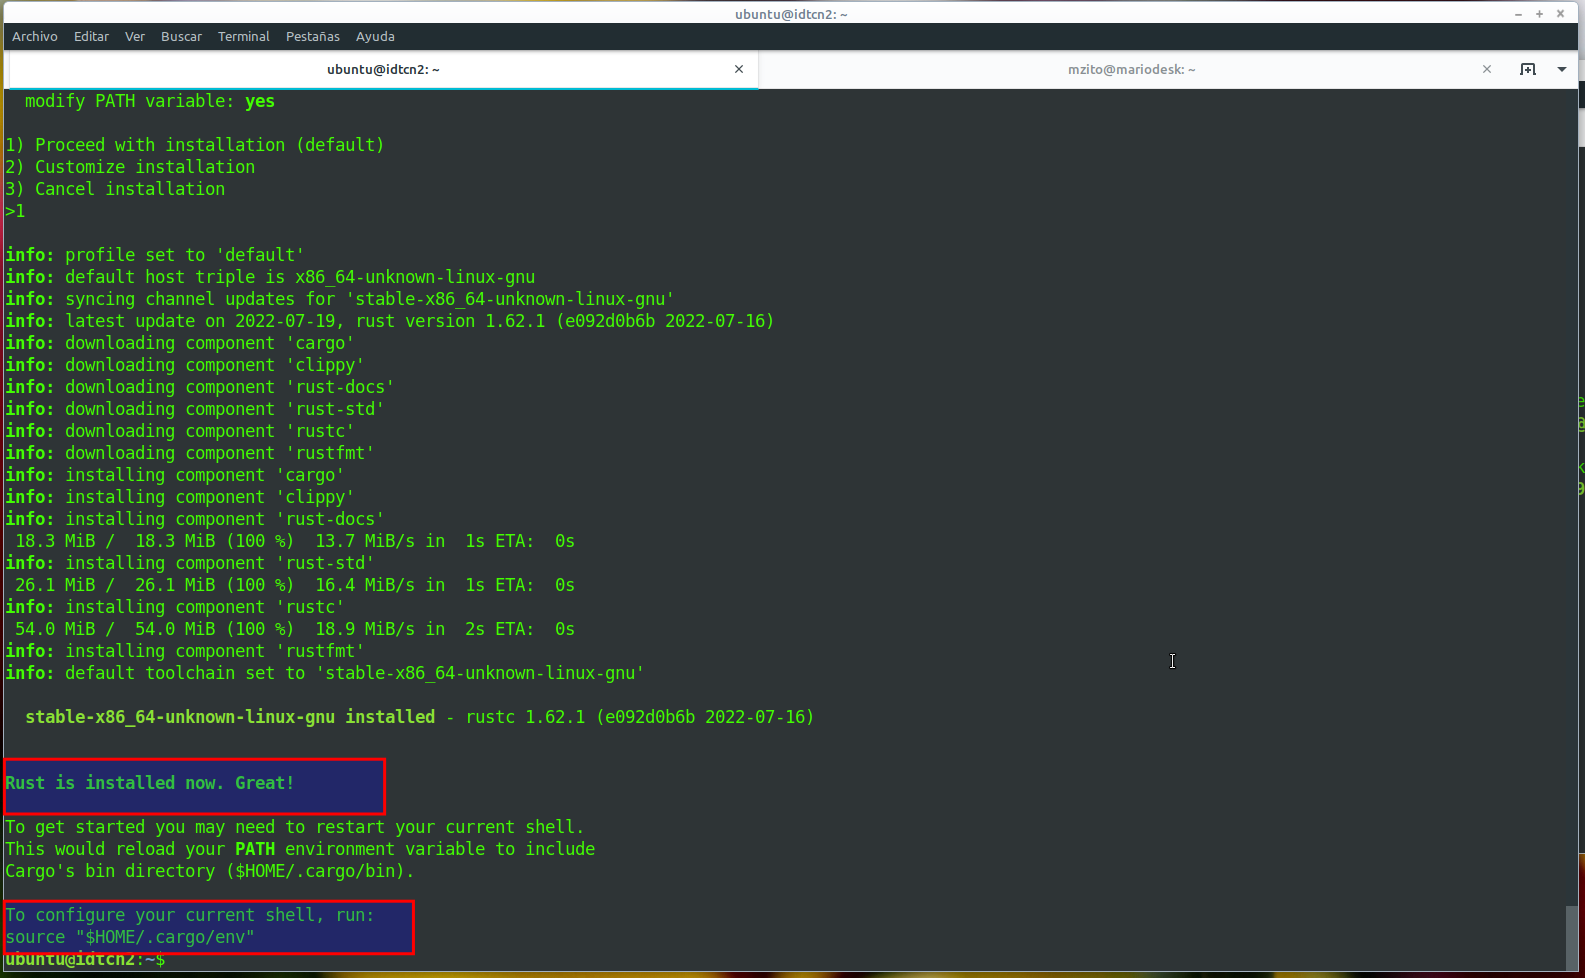 ubuntu@idtcn2: ~
Archivo Editar Ver Buscar Terminal Pestañas Ayuda
ubuntu@idtcn2: ~ mzito@mariodesk: ~
modify PATH variable: yes
1) Proceed with installation (default)
2) Customize installation
3) Cancel installation
>1
info: profile set to 'default'
info: default host triple is x86_64-unknown-linux-gnu
info: syncing channel updates for 'stable-x86_64-unknown-linux-gnu'
info: latest update on 2022-07-19, rust version 1.62.1 (e092d0b6b 2022-07-16)
info: downloading component 'cargo'
info: downloading component 'clippy'
info: downloading component 'rust-docs'
info: downloading component 'rust-std'
info: downloading component 'rustc'
info: downloading component 'rustfmt'
info: installing component 'cargo'
info: installing component 'clippy'
info: installing component 'rust-docs'
18.3 MiB / 18.3 MiB (100 %) 13.7 MiB/s in 1s ETA: 0s
info: installing component 'rust-std'
26.1 MiB / 26.1 MiB (100 %) 16.4 MiB/s in 1s ETA: 0s
info: installing component 'rustc'
54.0 MiB / 54.0 MiB (100 %) 18.9 MiB/s in 2s ETA: 0s
info: installing component 'rustfmt'
info: default toolchain set to 'stable-x86_64-unknown-linux-gnu'
stable-x86_64-unknown-linux-gnu installed - rustc 1.62.1 (e092d0b6b 2022-07-16)
Rust is installed now. Great!
To get started you may need to restart your current shell.
This would reload your PATH environment variable to include
Cargo's bin directory ($HOME/.cargo/bin).
To configure your current shell, run:
source "$HOME/.cargo/env"
ubuntu@idtcn2:~$